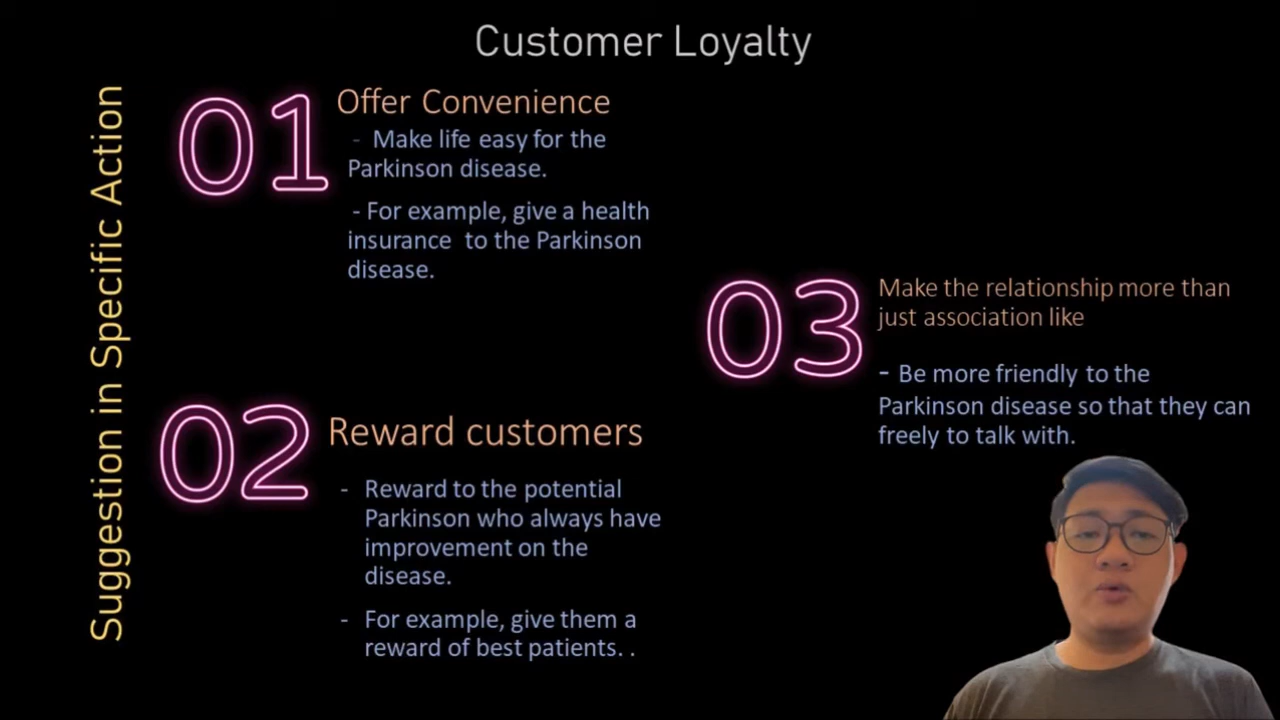 Customer Loyalty
Suggestion in Specific Action
01
Offer Convenience
- Make life easy for the
Parkinson disease.
- For example, give a health
insurance to the Parkinson
disease.
02
Reward customers
- Reward to the potential
Parkinson who always have
improvement on the
disease.
- For example, give them a
reward of best patients. .
03
Make the relationship more than
just association like
- Be more friendly to the
Parkinson disease so that they can
freely to talk with.